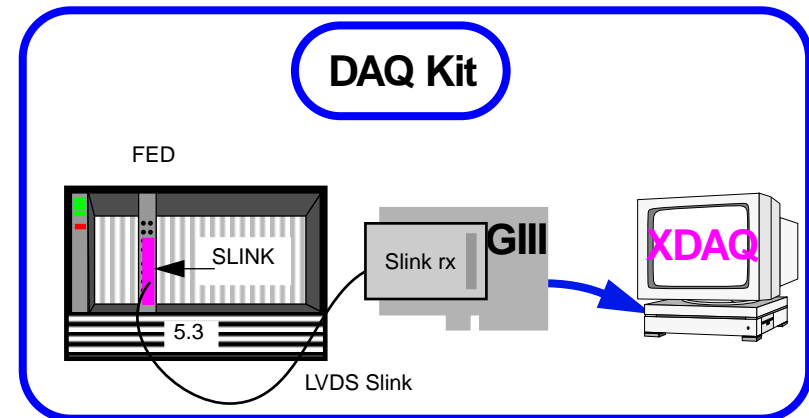 DAQ Kit
FED
SLINK
Slink rx
GIII
XDAQ
5.3
LVDS Slink